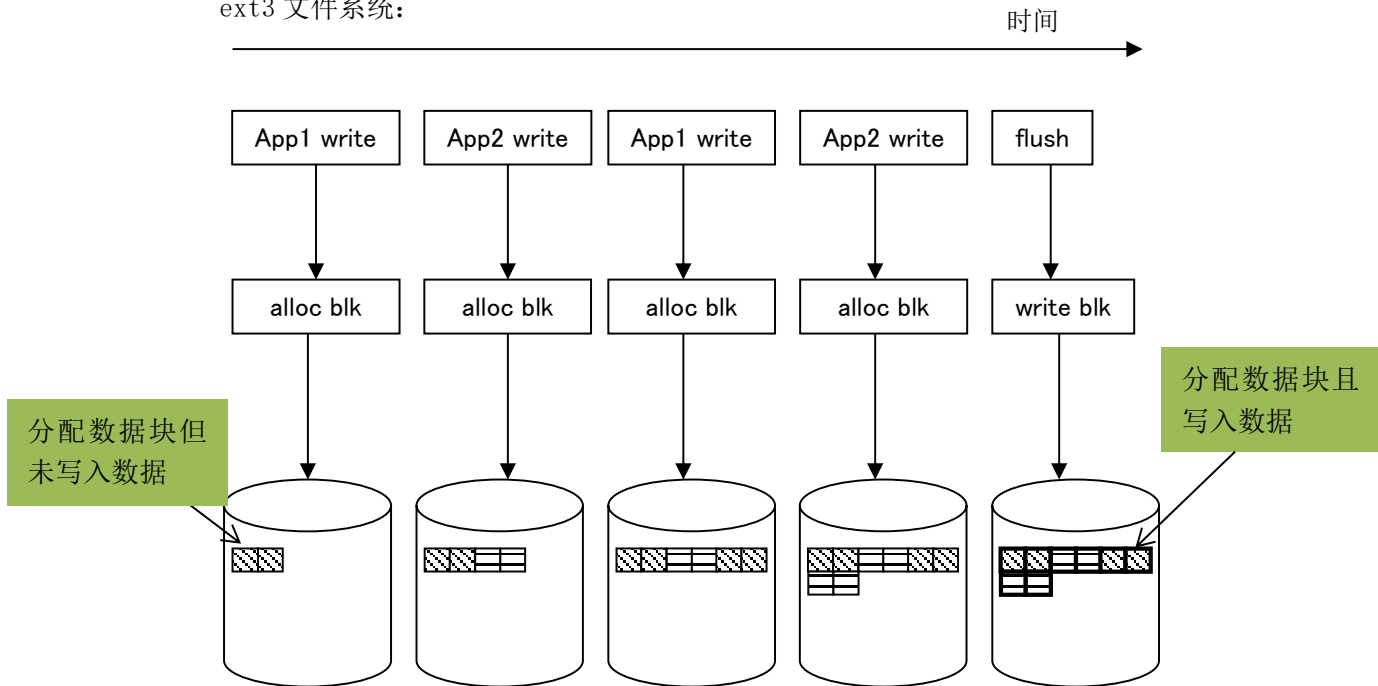 ext3 文件系统：
时间
App1 write
App2 write
App1 write
App2 write
flush
alloc blk
alloc blk
alloc blk
alloc blk
write blk
分配数据块且
写入数据
分配数据块但
未写入数据